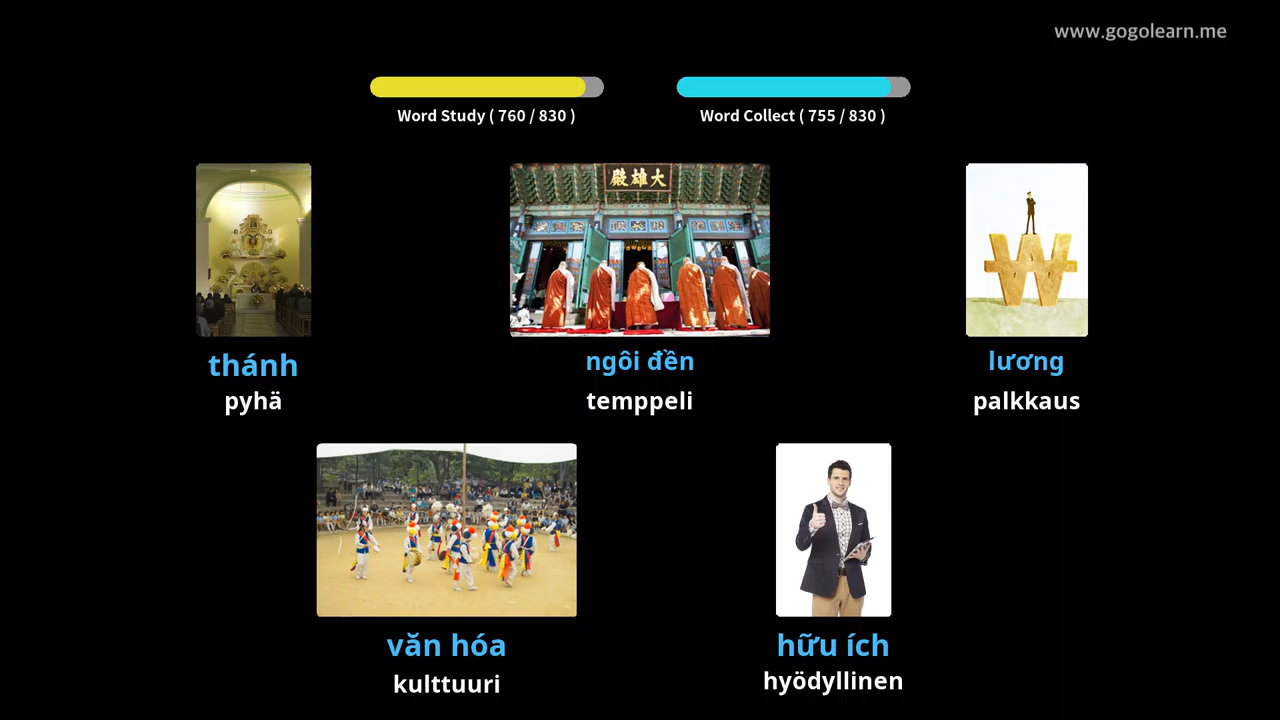 www.gogolearn.me
Word Study ( 760 / 830 )
Word Collect ( 755 / 830 )
殿雄大
thánh
ngôi đền
lương
pyhä
temppeli
palkkaus
văn hóa
hữu ích
kulttuuri
hyödyllinen